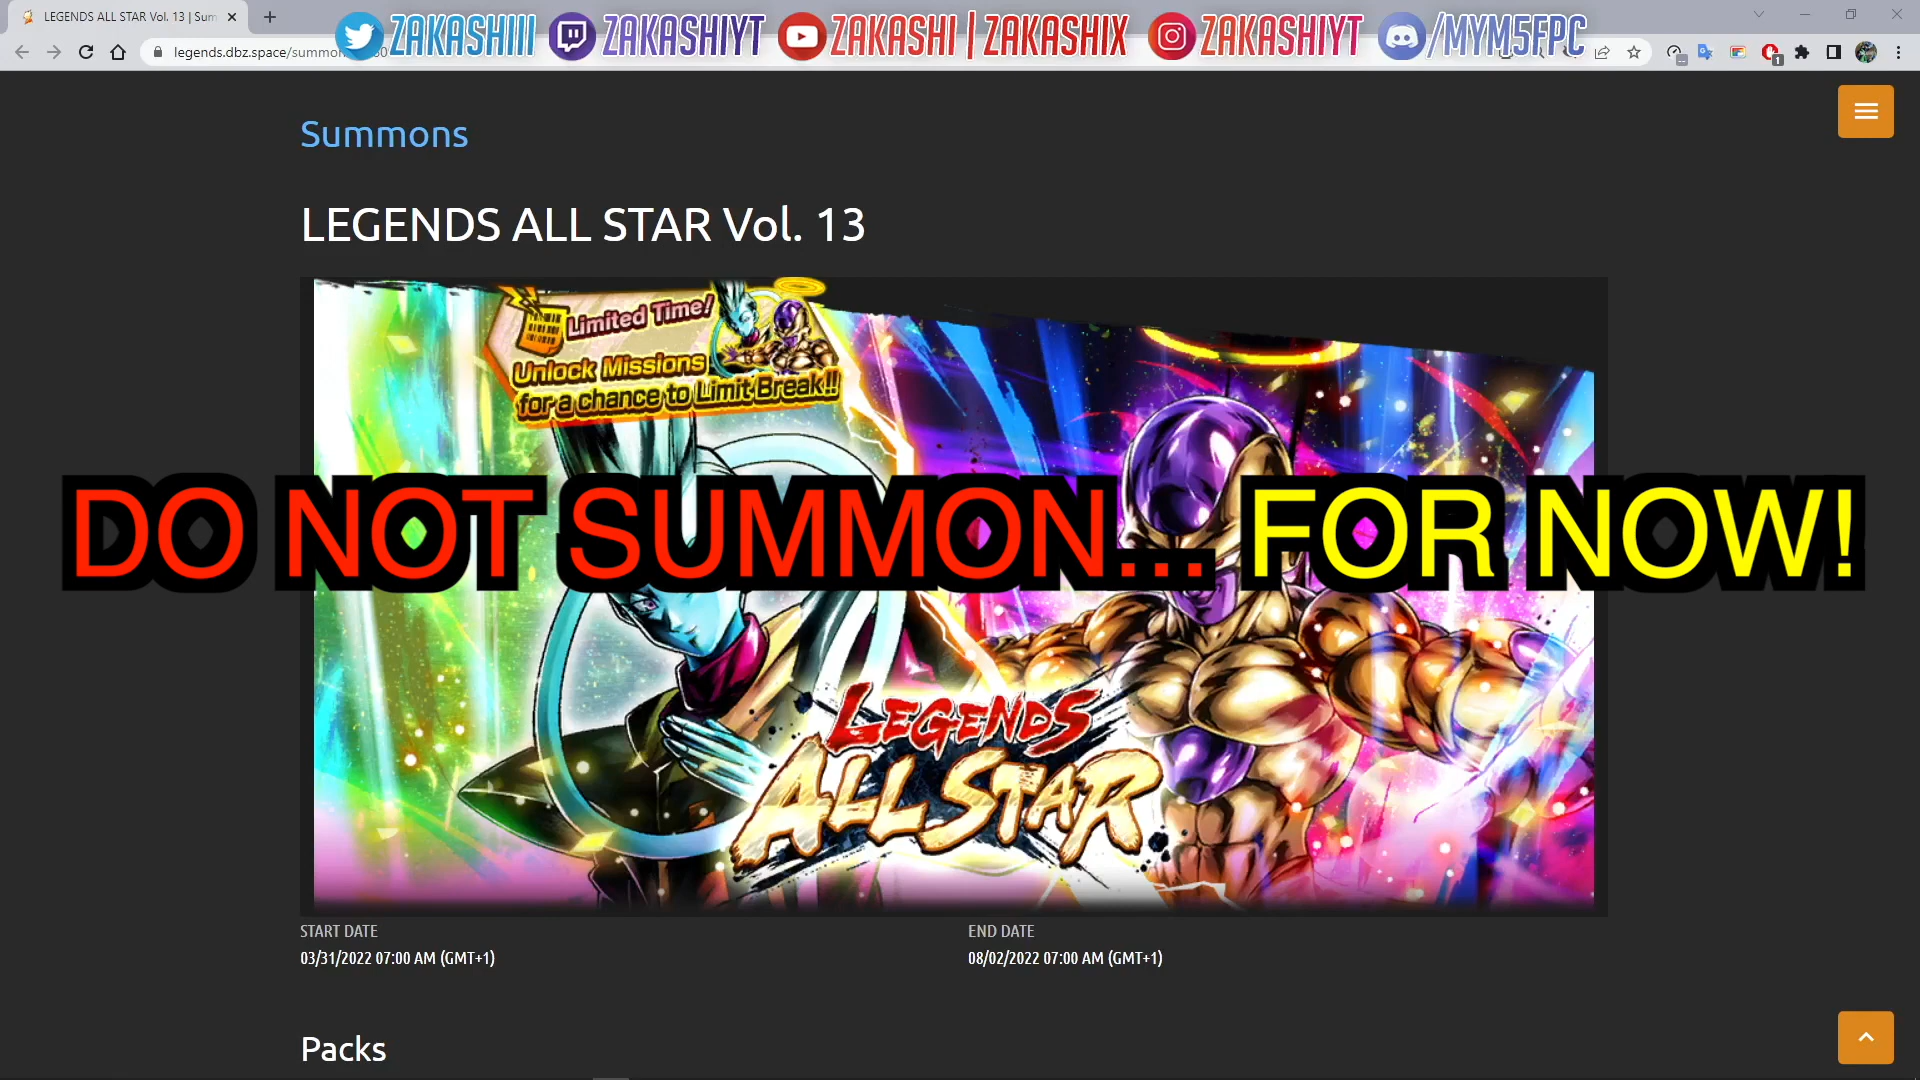 LEGENDS ALL STAR Vol. 13 | Sum
legends.dbz.space/summon
ZAKASHIII ZAKASHIYT ZAKASHI | ZAKASHIX ZAKASHIYT /MYM5FPC
1
Summons
LEGENDS ALL STAR Vol. 13
Limited Time!
Unlock Missions
for a chance to Limit Break!!
DO NOT SUMMON... FOR NOW!
LEGENDS
ALL STAR
START DATE
END DATE
03/31/2022 07:00 AM (GMT+1)
08/02/2022 07:00 AM (GMT+1)
Packs